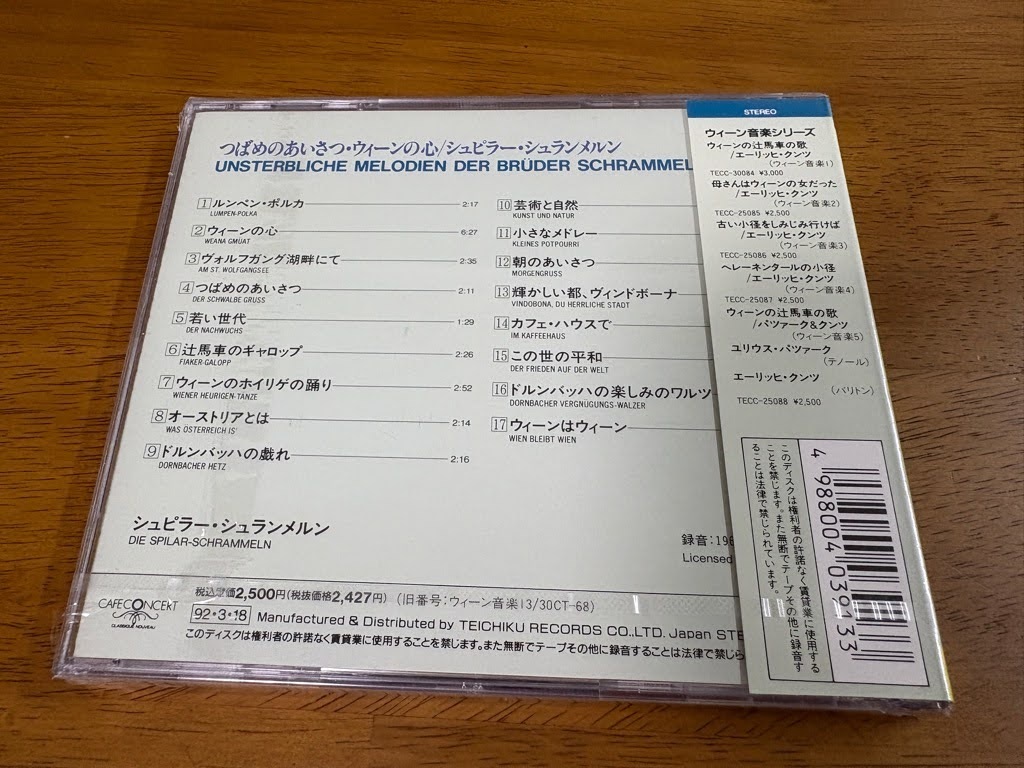 つばめのあいさつ・ウィーンの心/シュピラー・シュランメルン
UNSTERBLICHE MELODIEN DER BRÜDER SCHRAMMEL
1 ルンペン・ポルカ 2:17
LUMPEN-POLKA
2 ウィーンの心 6:27
WEANA GMÜAT
3 ヴォルフガング湖畔にて 2:35
AM ST. WOLFGANGSEE
4 つばめのあいさつ 2:11
DER SCHWALBE GRUSS
5 若い世代 1:29
DER NACHWUCHS
6 辻馬車のギャロップ 2:26
FIAKER-GALOPP
7 ウィーンのホイリゲの踊り 2:52
WIENER HEURIGEN-TÄNZE
8 オーストリアとは 2:14
WAS ÖSTERREICH IS'
9 ドルンバッハの戯れ 2:16
DORNBACHER HETZ
10 芸術と自然
KUNST UND NATUR
11 小さなメドレー
KLEINES POTPOURRI
12 朝のあいさつ
MORGENGRUSS
13 輝かしい都、ヴィンドボーナ
VINDOBONA, DU HERRLICHE STADT
14 カフェ・ハウスで
IM KAFFEEHAUS
15 この世の平和
DER FRIEDEN AUF DER WELT
16 ドルンバッハの楽しみのワルツ
DORNBACHER VERGNÜGUNGS-WALZER
17 ウィーンはウィーン
WIEN BLEIBT WIEN
シュピラー・シュランメルン
DIE SPILAR-SCHRAMMELN
録音:196
Licensed
CAFE CONCERT
CLASSIQUE NOUVEAU
税込定価2,500円(税抜価格2,427円) (旧番号:ウィーン音楽13/30CT-68)
92・3・18 Manufactured & Distributed by TEICHIKU RECORDS CO.,LTD. Japan STE
このディスクは権利者の許諾なく賃貸業に使用することを禁じます。また無断でテープその他に録音することは法律で禁じら
STEREO
ウィーン音楽シリーズ
ウィーンの辻馬車の歌
/エーリッヒ・クンツ
(ウィーン音楽1)
TECC-30084 ¥3,000
母さんはウィーンの女だった
/エーリッヒ・クンツ
(ウィーン音楽2)
TECC-25085 ¥2,500
古い小径をしみじみ行けば
/エーリッヒ・クンツ
(ウィーン音楽3)
TECC-25086 ¥2,500
ヘレーネンタールの小径
/エーリッヒ・クンツ
(ウィーン音楽4)
TECC-25087 ¥2,500
ウィーンの辻馬車の歌
/パツァーク&クンツ
(ウィーン音楽5)
ユリウス・パツァーク
(テノール)
エーリッヒ・クンツ
(バリトン)
TECC-25088 ¥2,500
このディスクは権利者の許諾なく賃貸業に使用する
ことを禁じます。また無断でテープその他に録音す
ることは法律で禁じられています。
4 988004 039133